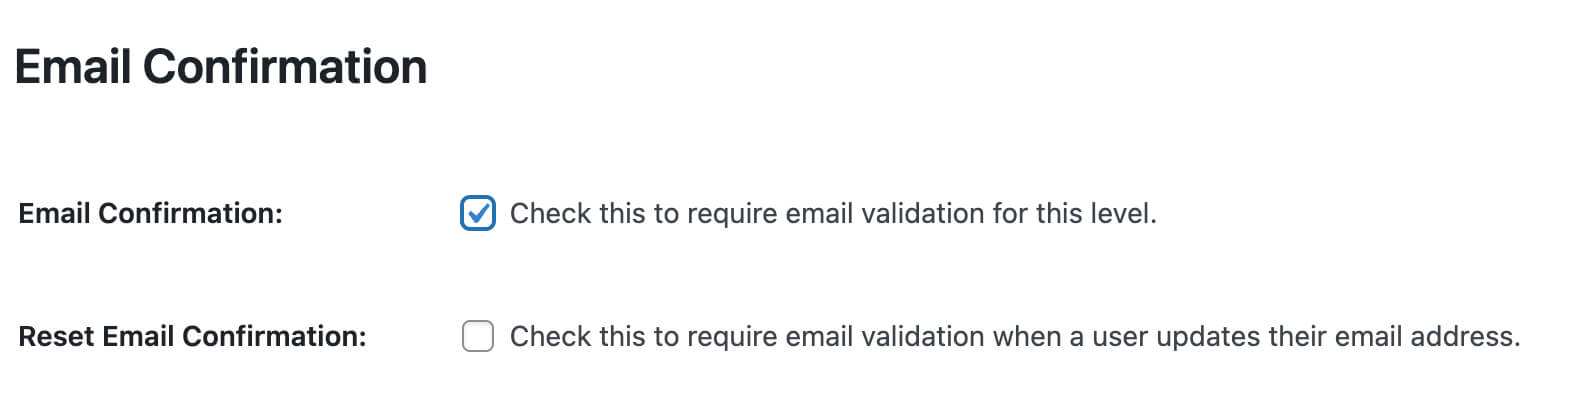 Email Confirmation
Email Confirmation: Check this to require email validation for this level.
Reset Email Confirmation: Check this to require email validation when a user updates their email address.